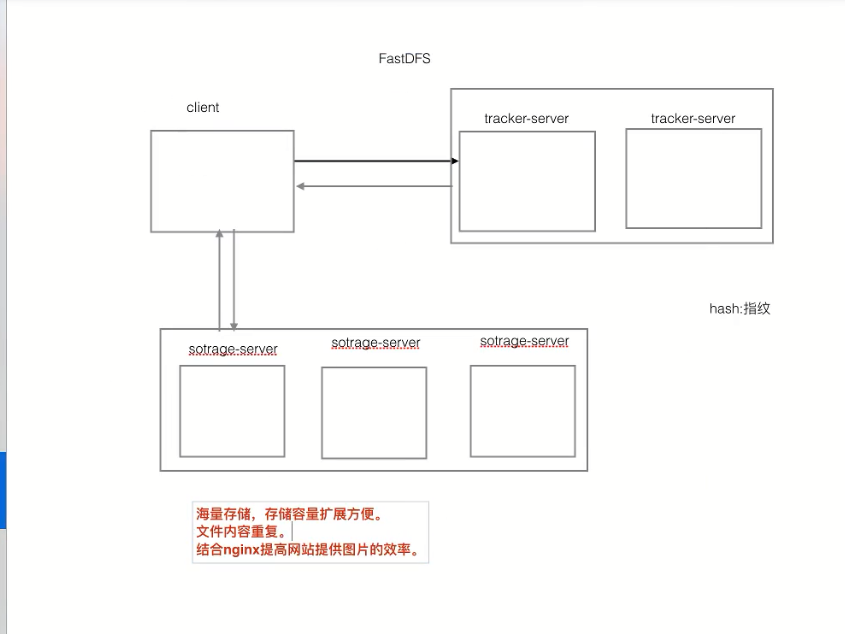 FastDFS
client
tracker-server
tracker-server
hash:指纹
sotrage-server
sotrage-server
sotrage-server
海量存储，存储容量扩展方便。
文件内容重复。
结合nginx提高网站提供图片的效率。